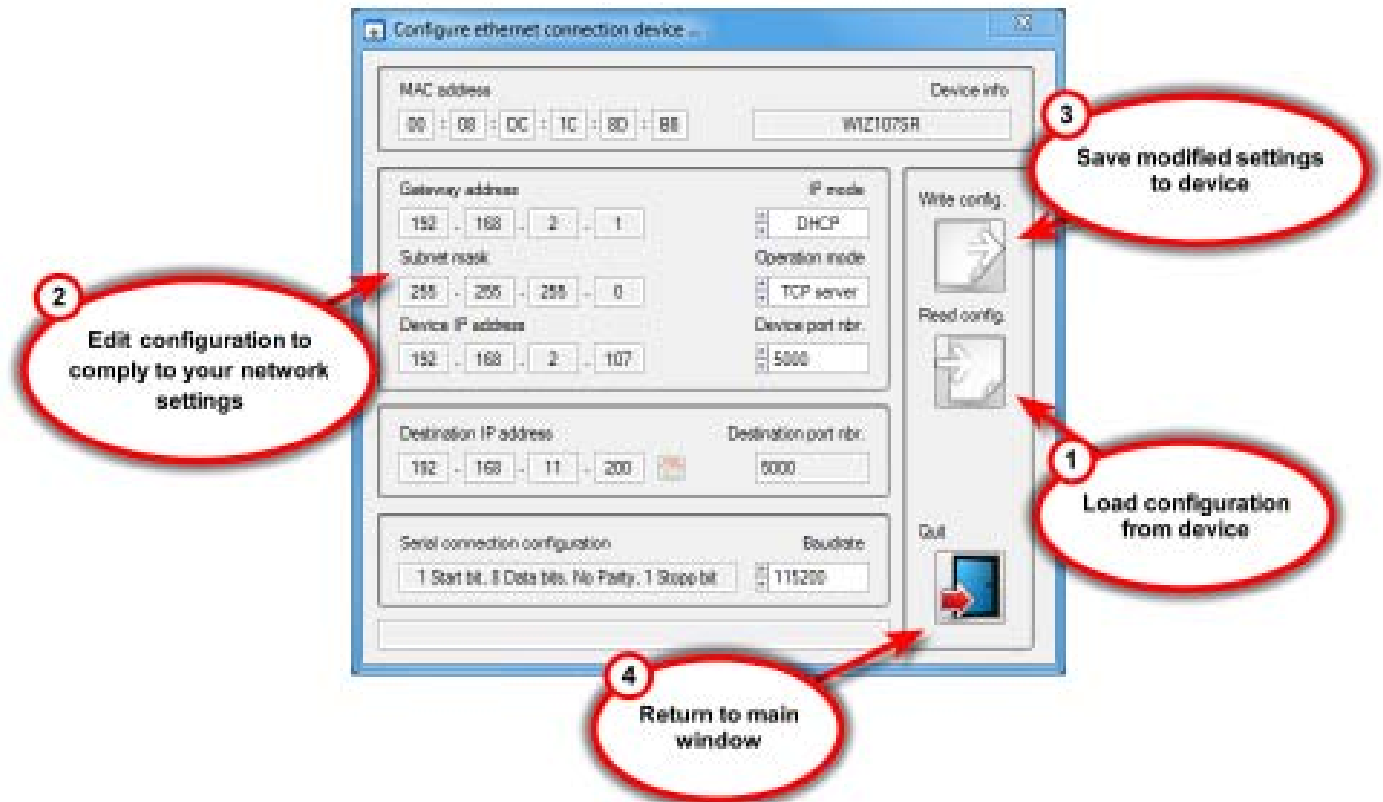 Configure ethernet connection device ...
MAC address
Device info
00 : 08 : DC : 1C : 8D :
WIZ107SR
Gateway address
IP mode
192 . 168 . 2 . 1
DHCP
Subnet mask
Operation mode
255 . 255 . 255 . 0
TCP server
Device IP address
Device port nbr.
192 . 168 . 2 . 107
5000
Destination IP address
Destination port nbr.
192 . 168 . 11 . 200
5000
Serial connection configuration
Baudrate
1 Start bit, 8 Data bits, No Parity, 1 Stopp bit
115200
Write config.
Read config.
Quit
1
Load configuration
from device
2
Edit configuration to
comply to your network
settings
3
Save modified settings
to device
4
Return to main
window